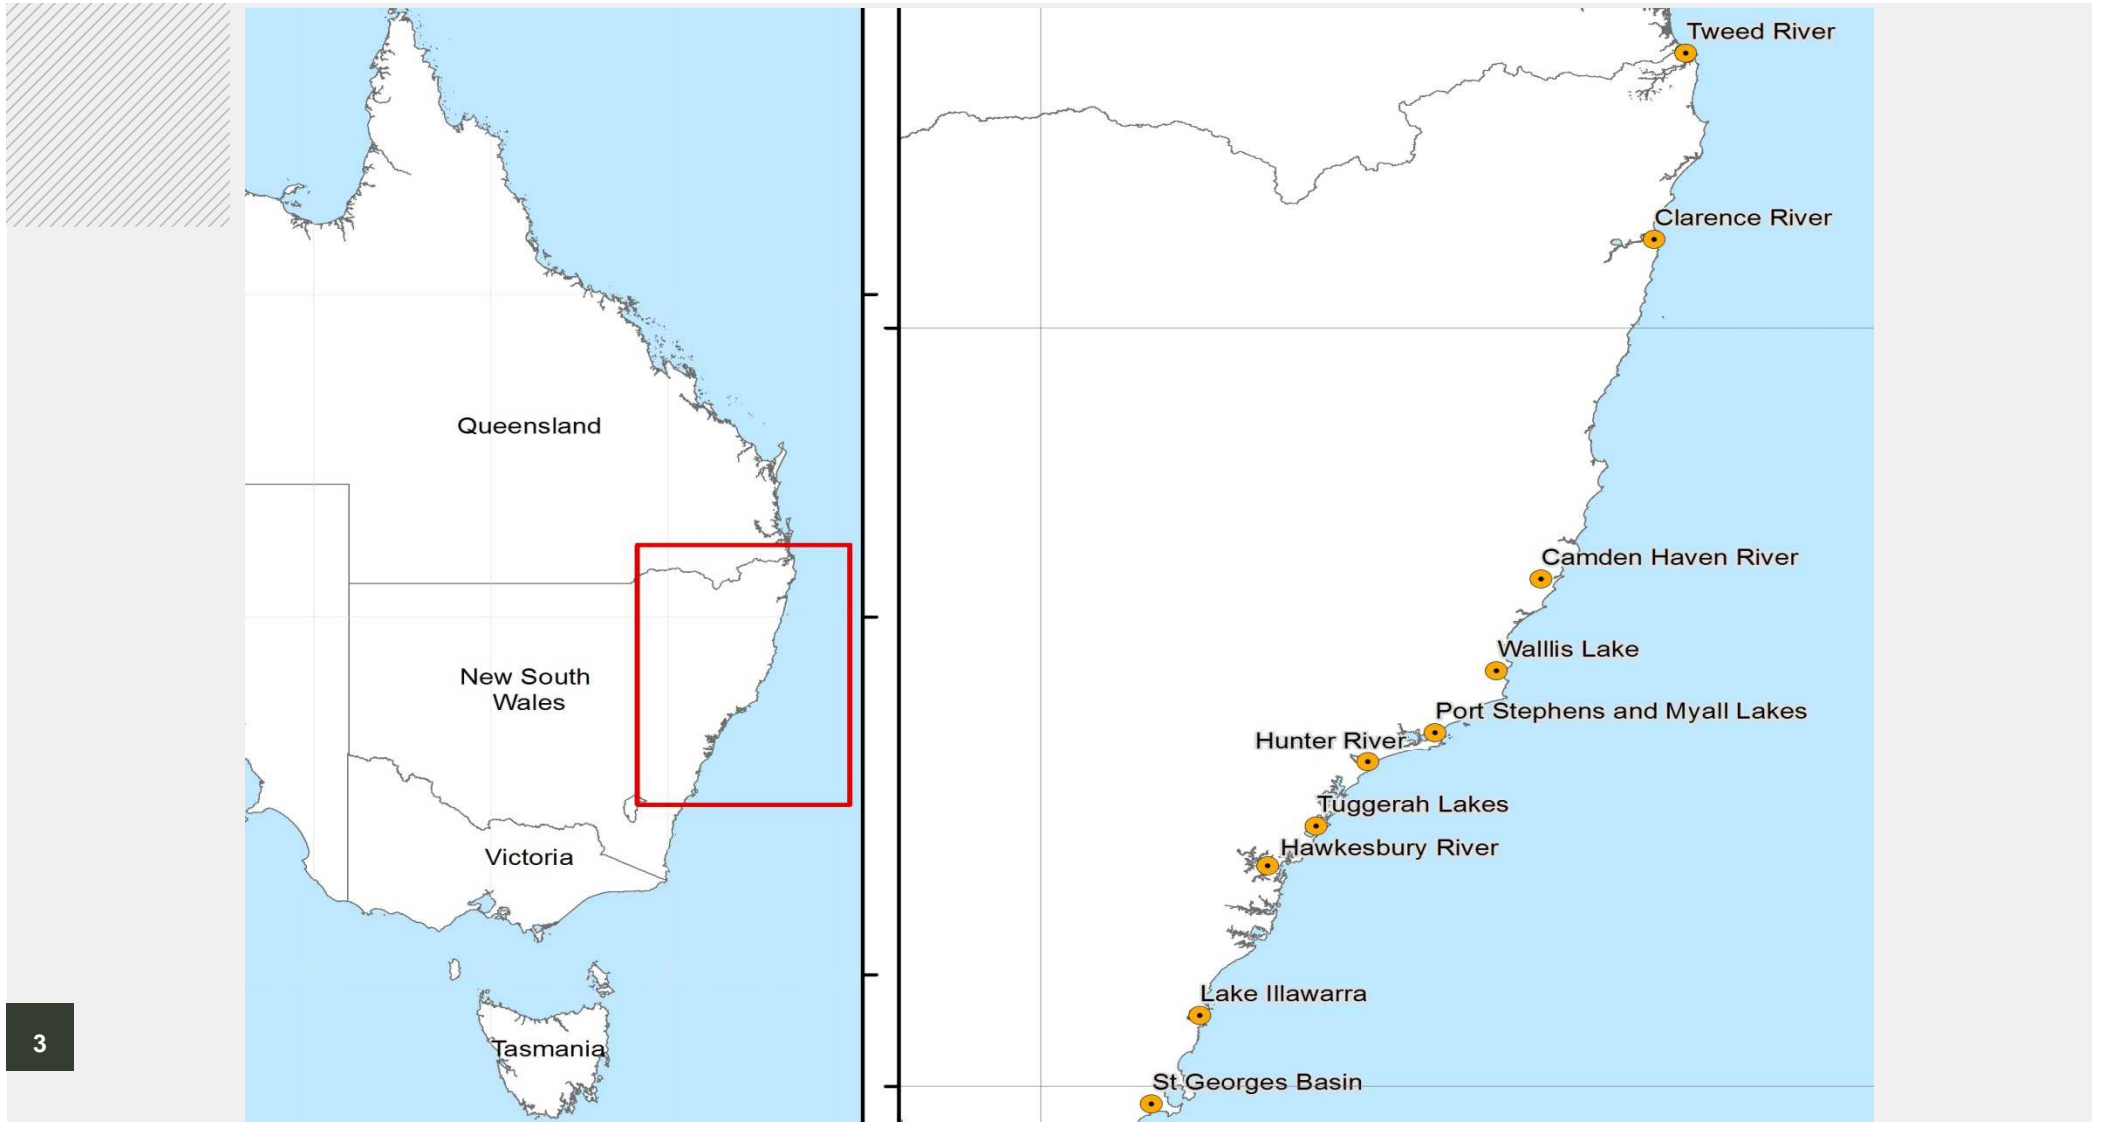 Queensland
New South
Wales
Victoria
Tasmania
Tweed River
Clarence River
Camden Haven River
Walllis Lake
Port Stephens and Myall Lakes
Hunter River
Tuggerah Lakes
Hawkesbury River
Lake Illawarra
St Georges Basin
3